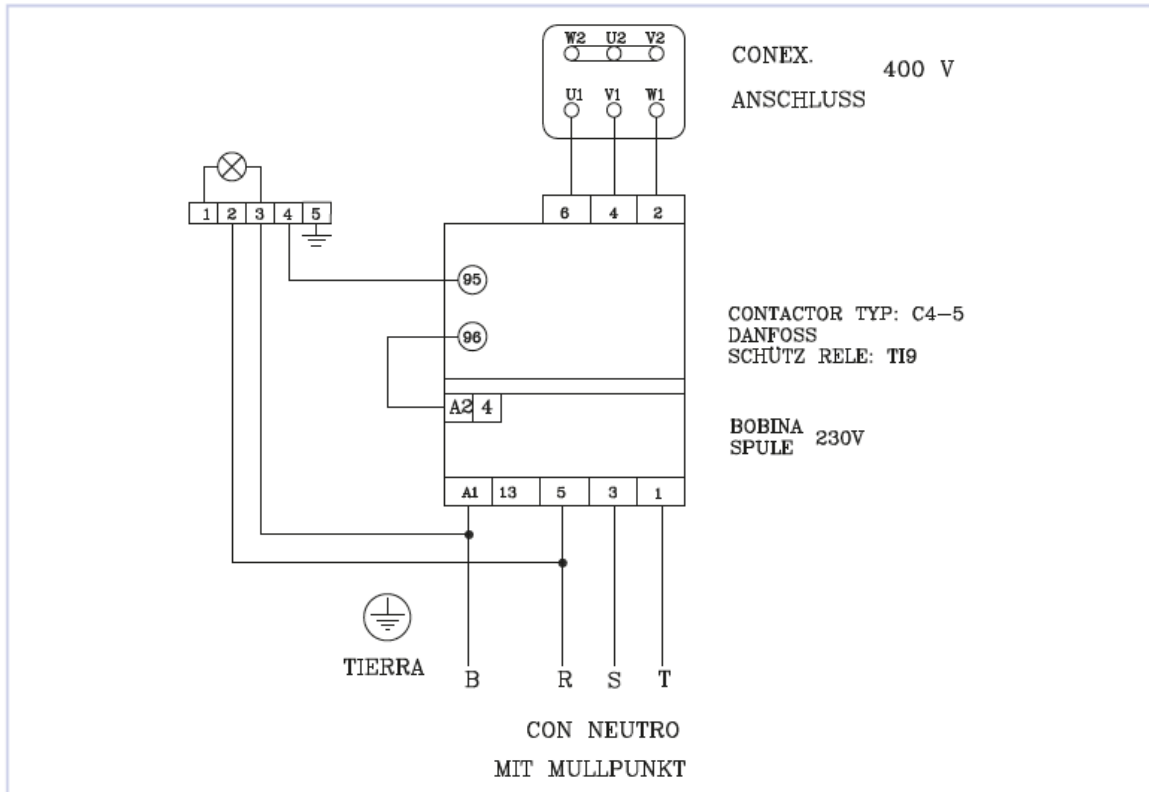 W2 U2 V2
U1 V1 W1
CONEX. 400 V
ANSCHLUSS
1 2 3 4 5
6 4 2
95
96
CONTACTOR TYP: C4-5
DANFOSS
SCHÜTZ RELE: TI9
A2 4
BOBINA
SPULE 230V
A1 13 5 3 1
TIERRA
B R S T
CON NEUTRO
MIT MULLPUNKT